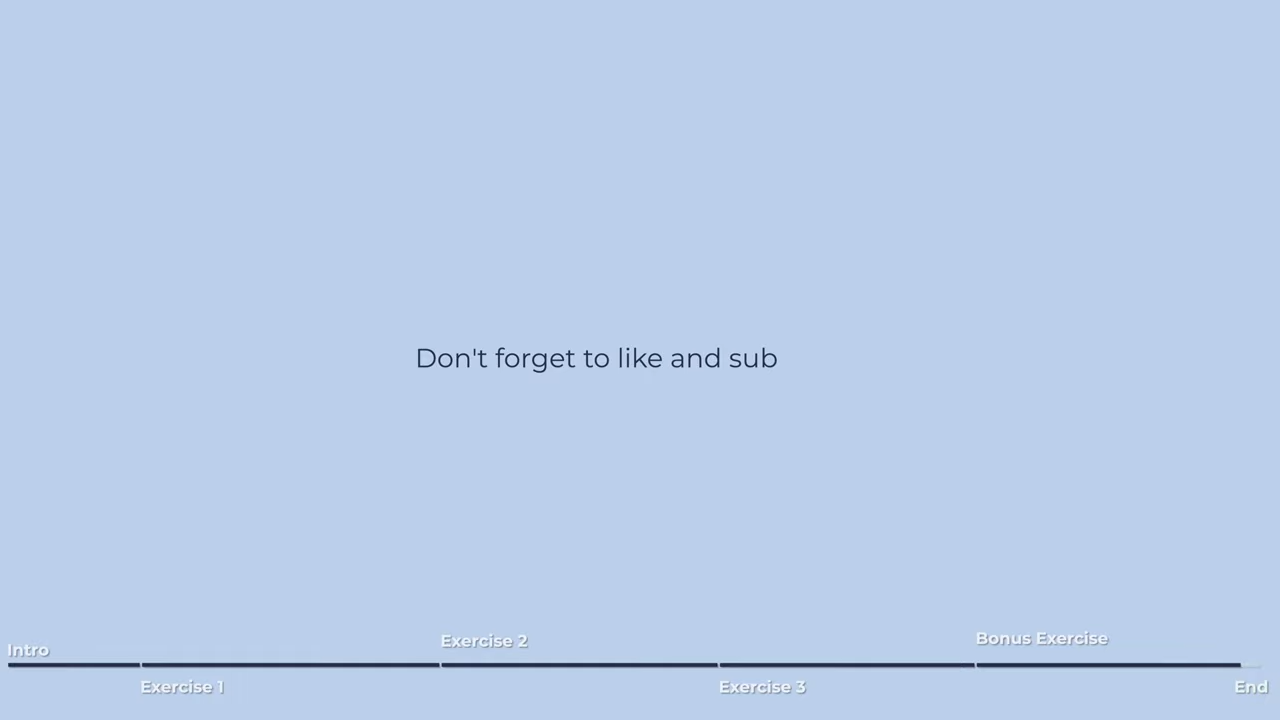 Don't forget to like and sub
Intro
Exercise 1
Exercise 2
Exercise 3
Bonus Exercise
End